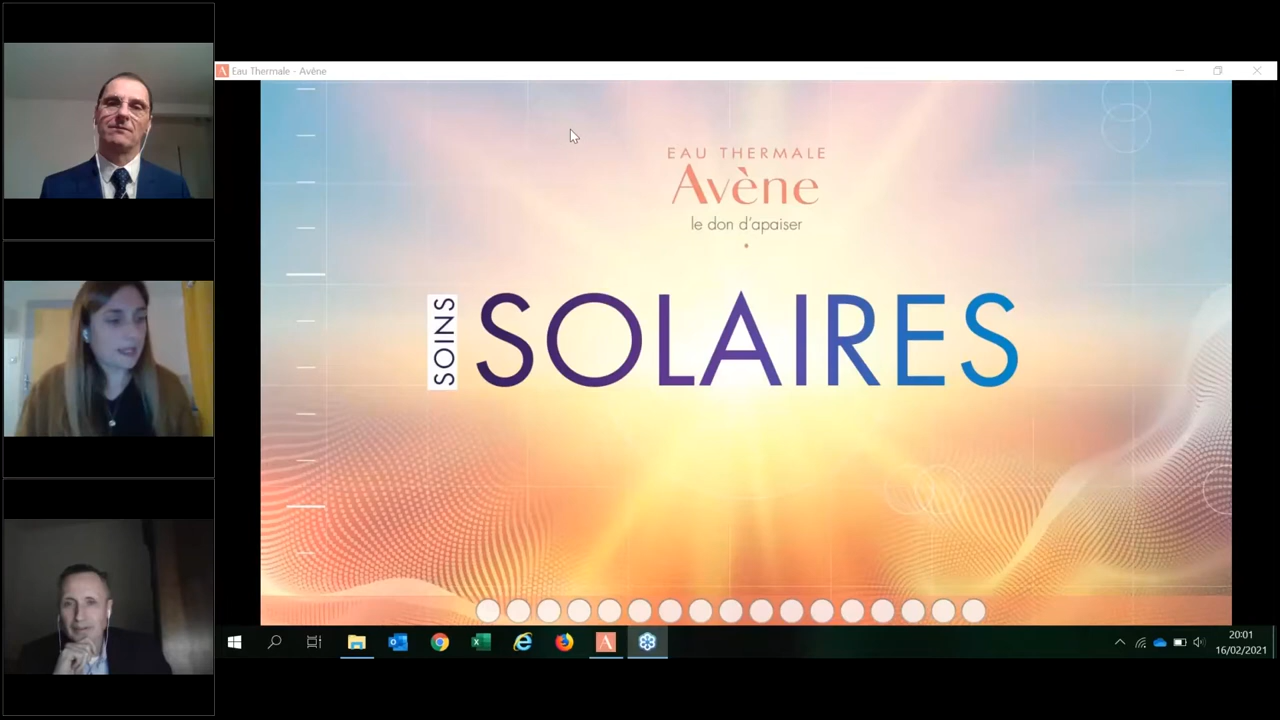 Eau Thermale - Avène
EAU THERMALE
Avène
le don d'apaiser
SOINS
SOLAIRES
20:01
16/02/2021